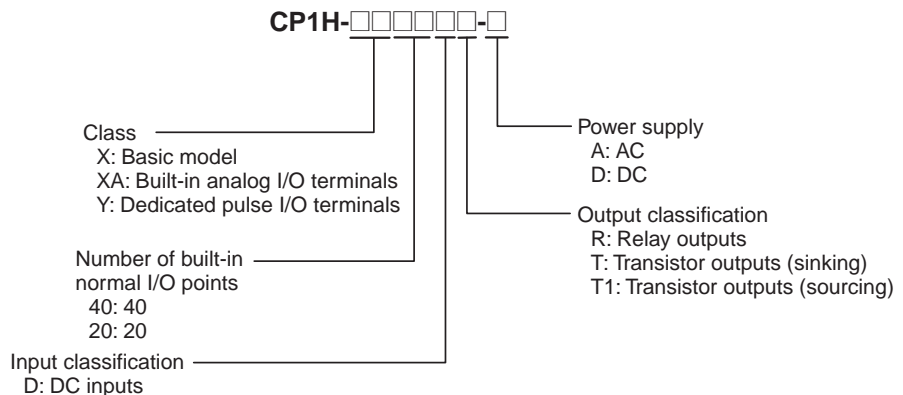 CP1H-□□□□□□-□
Class
X: Basic model
XA: Built-in analog I/O terminals
Y: Dedicated pulse I/O terminals
Number of built-in
normal I/O points
40: 40
20: 20
Input classification
D: DC inputs
Power supply
A: AC
D: DC
Output classification
R: Relay outputs
T: Transistor outputs (sinking)
T1: Transistor outputs (sourcing)